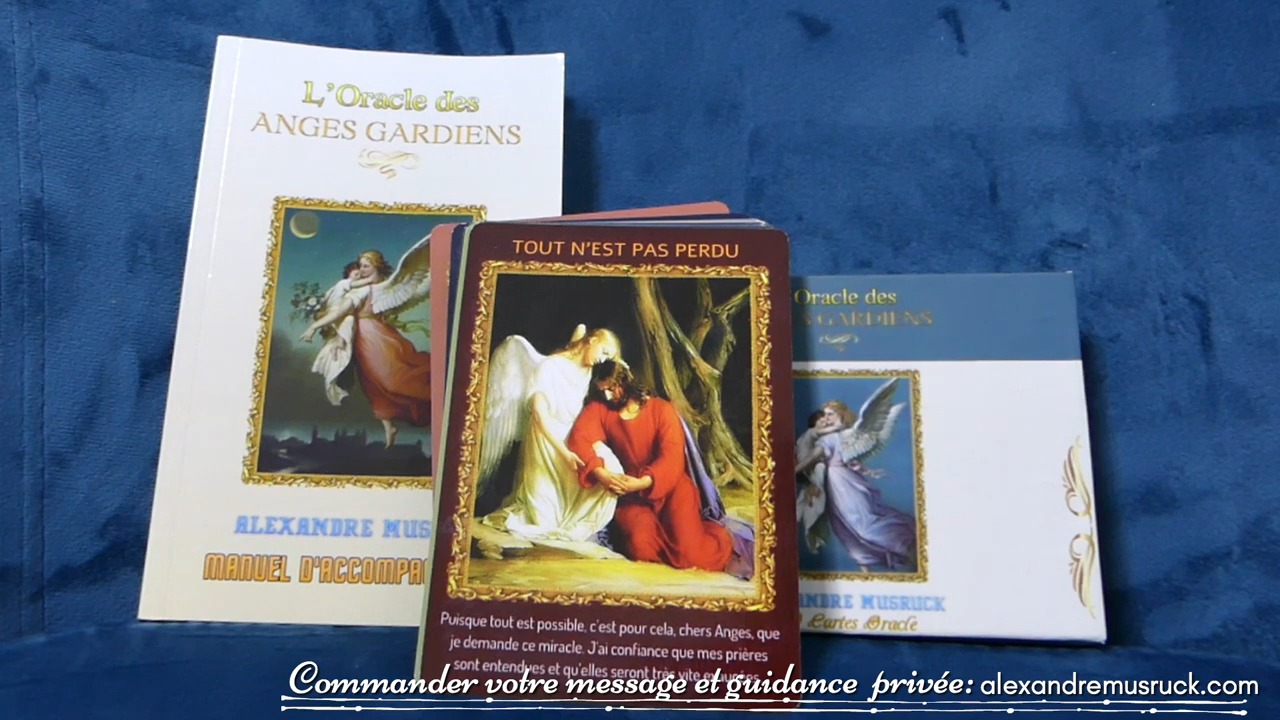 L'Oracle des
ANGES GARDIENS
ALEXANDRE MUS
MANUEL D'ACCOMPA
TOUT N'EST PAS PERDU
Puisque tout est possible, c'est pour cela, chers Anges, que
je demande ce miracle. J'ai confiance que mes prières
sont entendues et qu'elles seront très vite exaucées.
Oracle des
GARDIENS
ANDRE MUSRUCK
Cartes Oracle
Commander votre message et guidance privée: alexandremusruck.com